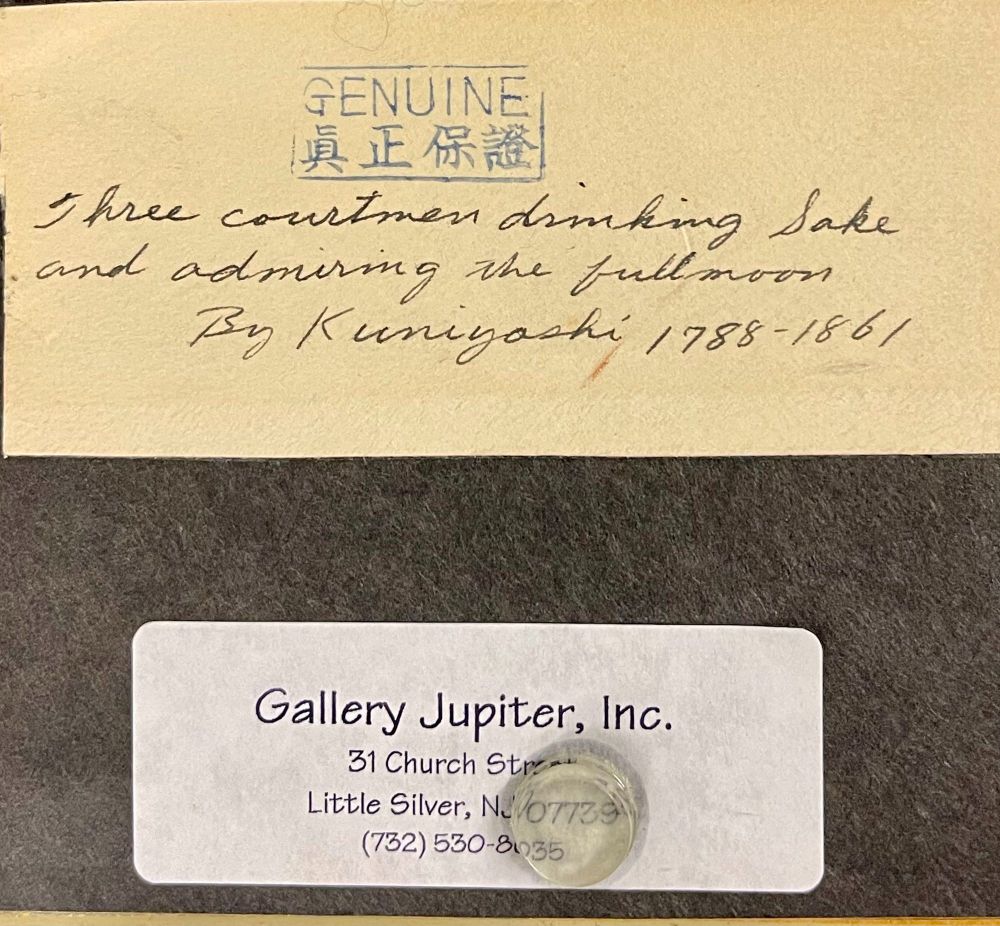 GENUINE
眞正保證
Three courtmen drinking Sake
and admiring the fullmoon
By Kuniyoshi 1788-1861
Gallery Jupiter, Inc.
31 Church Street
Little Silver, NJ 07739
(732) 530-8035